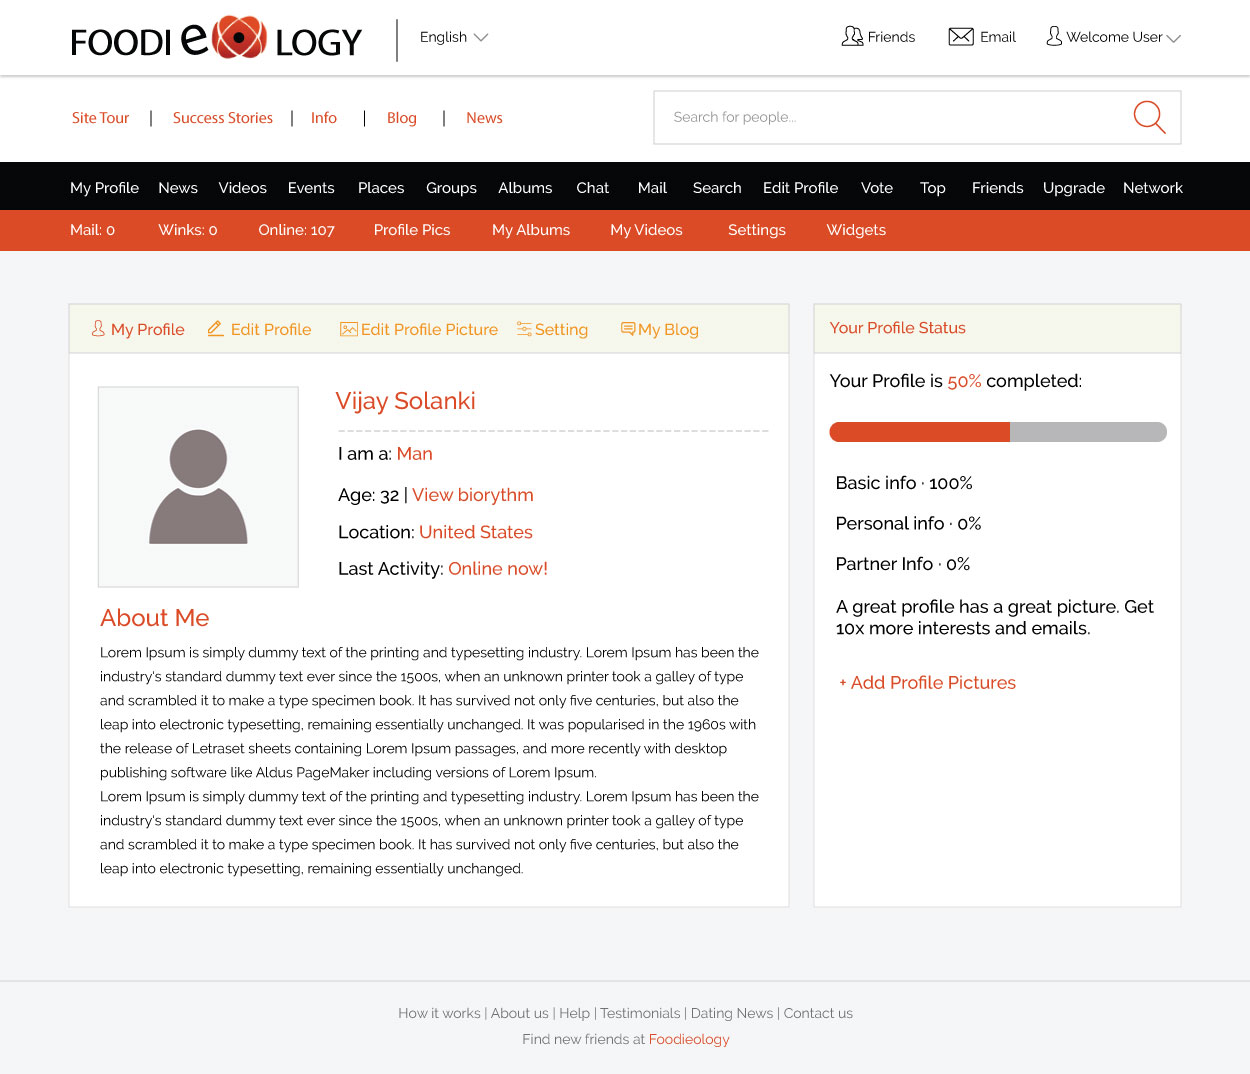 FOODIeOLOGY
English
Friends
Email
Welcome User
Site Tour | Success Stories | Info | Blog | News
Search for people...
My Profile News Videos Events Places Groups Albums Chat Mail Search Edit Profile Vote Top Friends Upgrade Network
Mail: 0 Winks: 0 Online: 107 Profile Pics My Albums My Videos Settings Widgets
My Profile Edit Profile Edit Profile Picture Setting My Blog
Vijay Solanki
I am a: Man
Age: 32 | View biorythm
Location: United States
Last Activity: Online now!
About Me
Lorem Ipsum is simply dummy text of the printing and typesetting industry. Lorem Ipsum has been the
industry's standard dummy text ever since the 1500s, when an unknown printer took a galley of type
and scrambled it to make a type specimen book. It has survived not only five centuries, but also the
leap into electronic typesetting, remaining essentially unchanged. It was popularised in the 1960s with
the release of Letraset sheets containing Lorem Ipsum passages, and more recently with desktop
publishing software like Aldus PageMaker including versions of Lorem Ipsum.
Lorem Ipsum is simply dummy text of the printing and typesetting industry. Lorem Ipsum has been the
industry's standard dummy text ever since the 1500s, when an unknown printer took a galley of type
and scrambled it to make a type specimen book. It has survived not only five centuries, but also the
leap into electronic typesetting, remaining essentially unchanged.
Your Profile Status
Your Profile is 50% completed:
Basic info · 100%
Personal info · 0%
Partner Info · 0%
A great profile has a great picture. Get
10x more interests and emails.
+ Add Profile Pictures
How it works | About us | Help | Testimonials | Dating News | Contact us
Find new friends at Foodieology